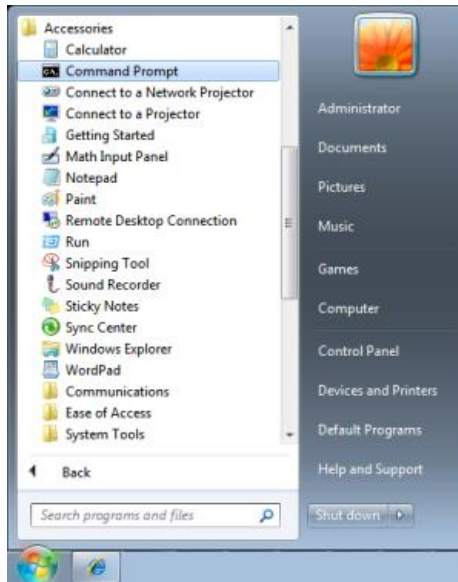 Accessories
Calculator
Command Prompt
Connect to a Network Projector
Connect to a Projector
Getting Started
Math Input Panel
Notepad
Paint
Remote Desktop Connection
Run
Snipping Tool
Sound Recorder
Sticky Notes
Sync Center
Windows Explorer
WordPad
Communications
Ease of Access
System Tools
Back
Search programs and files
Administrator
Documents
Pictures
Music
Games
Computer
Control Panel
Devices and Printers
Default Programs
Help and Support
Shut down